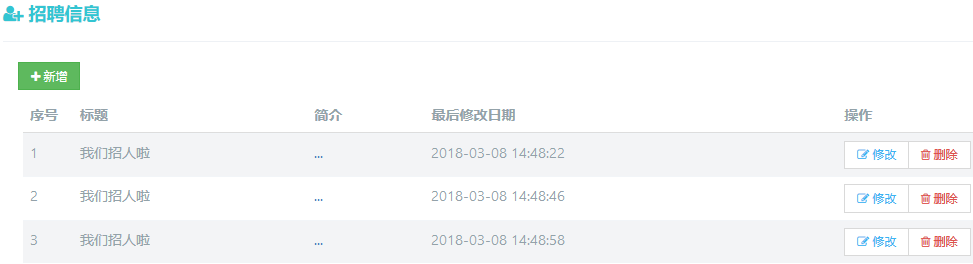 招聘信息
新增
序号 标题 简介 最后修改日期 操作
1 我们招人啦 ... 2018-03-08 14:48:22 修改 删除
2 我们招人啦 ... 2018-03-08 14:48:46 修改 删除
3 我们招人啦 ... 2018-03-08 14:48:58 修改 删除